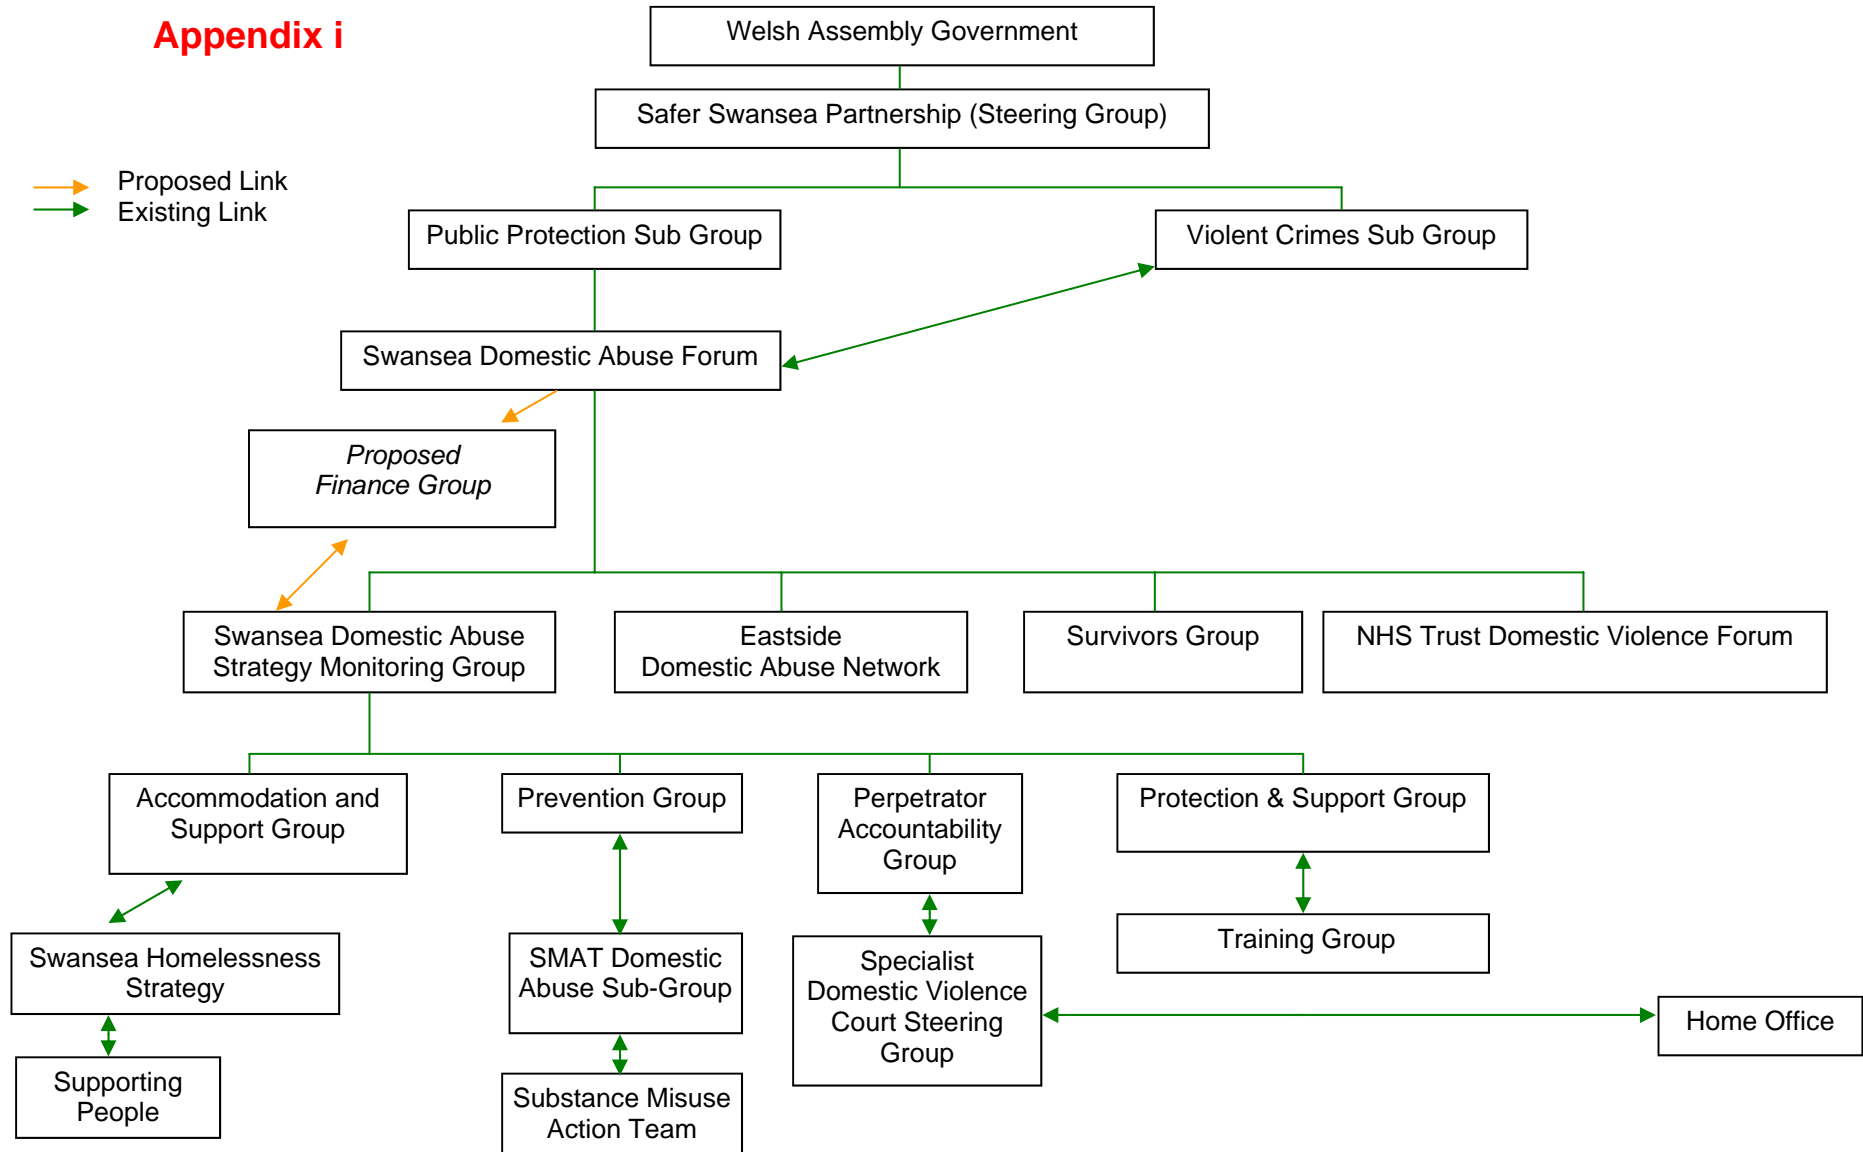 Appendix i
Welsh Assembly Government
Safer Swansea Partnership (Steering Group)
Proposed Link
Existing Link
Public Protection Sub Group
Violent Crimes Sub Group
Swansea Domestic Abuse Forum
Proposed
Finance Group
Swansea Domestic Abuse
Strategy Monitoring Group
Eastside
Domestic Abuse Network
Survivors Group
NHS Trust Domestic Violence Forum
Accommodation and
Support Group
Prevention Group
Perpetrator
Accountability
Group
Protection & Support Group
Swansea Homelessness
Strategy
SMAT Domestic
Abuse Sub-Group
Specialist
Domestic Violence
Court Steering
Group
Training Group
Home Office
Supporting
People
Substance Misuse
Action Team